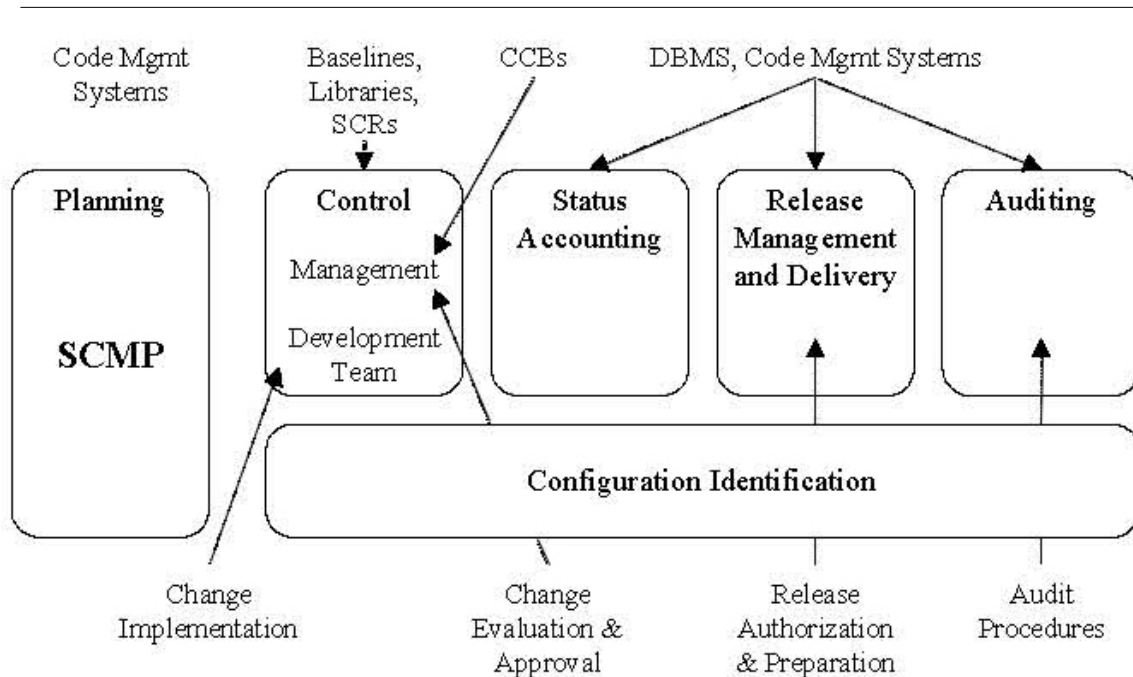 Code Mgmt
Systems
Baselines,
Libraries,
SCRs
CCBs
DBMS, Code Mgmt Systems
Planning
SCMP
Control
Management
Development
Team
Status
Accounting
Release
Management
and Delivery
Auditing
Configuration Identification
Change
Implementation
Change
Evaluation &
Approval
Release
Authorization
& Preparation
Audit
Procedures